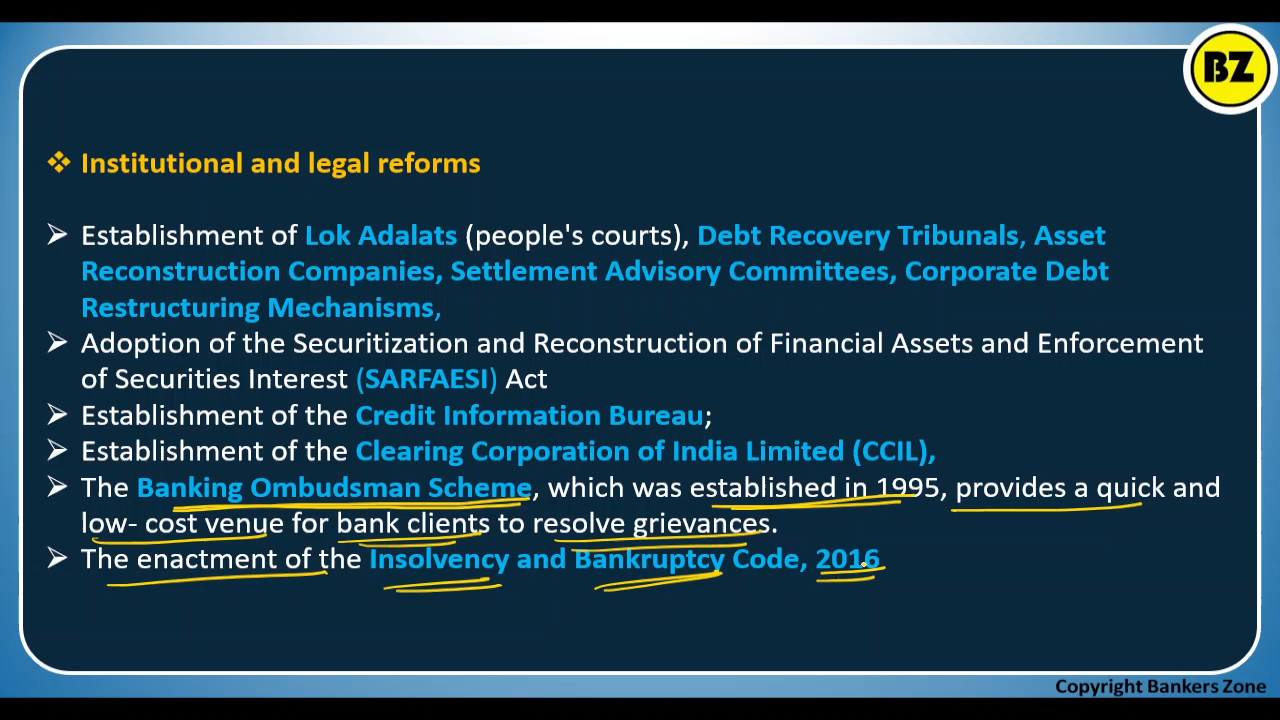 BZ
Institutional and legal reforms
Establishment of Lok Adalats (people's courts), Debt Recovery Tribunals, Asset
Reconstruction Companies, Settlement Advisory Committees, Corporate Debt
Restructuring Mechanisms,
Adoption of the Securitization and Reconstruction of Financial Assets and Enforcement
of Securities Interest (SARFAESI) Act
Establishment of the Credit Information Bureau;
Establishment of the Clearing Corporation of India Limited (CCIL),
The Banking Ombudsman Scheme, which was established in 1995, provides a quick and
low- cost venue for bank clients to resolve grievances.
The enactment of the Insolvency and Bankruptcy Code, 2016
Copyright Bankers Zone